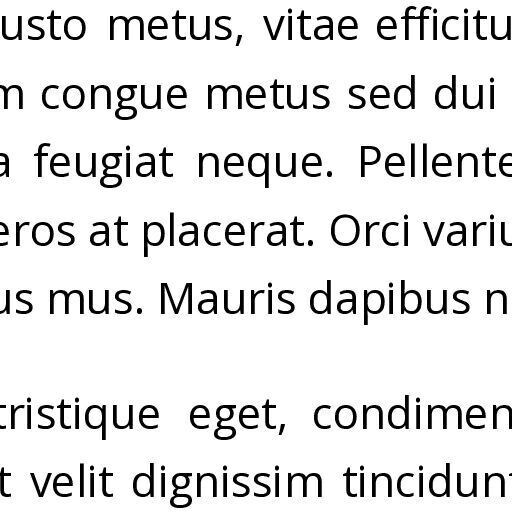 usto metus, vitae efficitu
m congue metus sed dui
a feugiat neque. Pellente
eros at placerat. Orci variu
us mus. Mauris dapibus n
tristique eget, condimen
t velit dignissim tincidunt